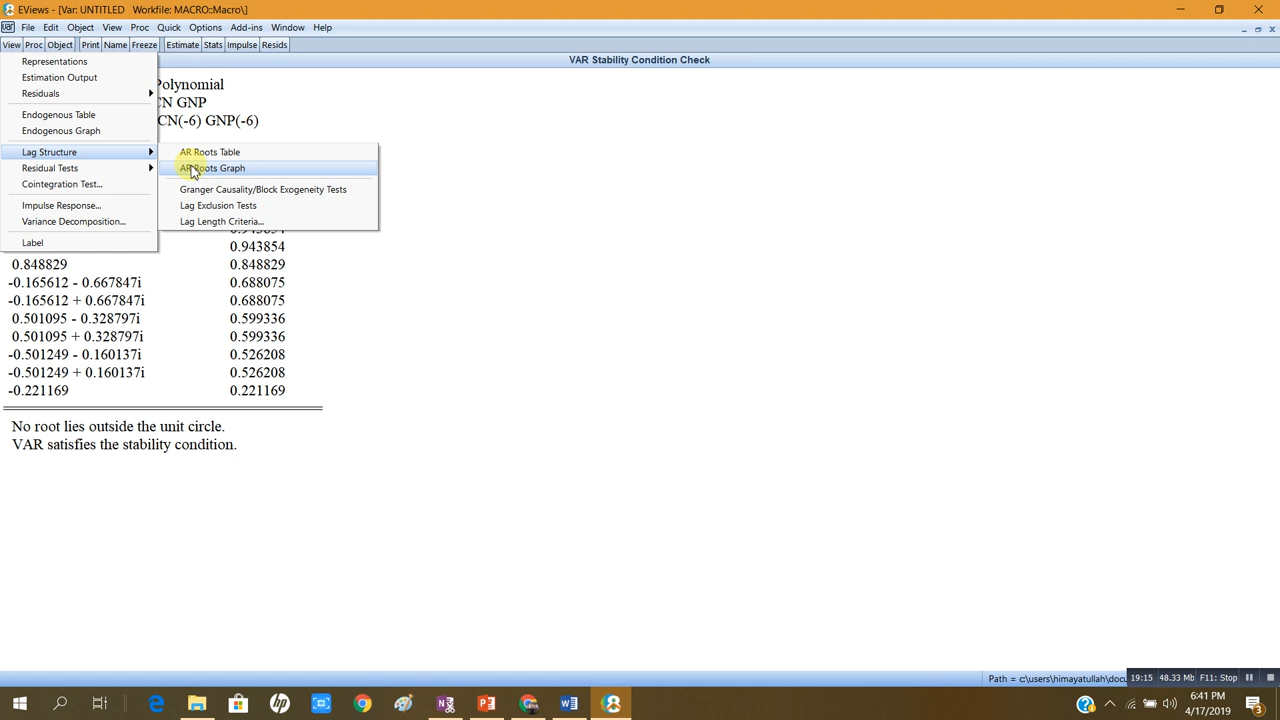 EViews - [Var: UNTITLED Workfile: MACRO::Macro\]
File Edit Object View Proc Quick Options Add-ins Window Help
View Proc Object Print Name Freeze Estimate Stats Impulse Resids
VAR Stability Condition Check
Representations
Estimation Output
Residuals
Endogenous Table
Endogenous Graph
Lag Structure
Residual Tests
Cointegration Test...
Impulse Response...
Variance Decomposition...
Label
AR Roots Table
AR Roots Graph
Granger Causality/Block Exogeneity Tests
Lag Exclusion Tests
Lag Length Criteria...
Polynomial
CN GNP
CN(-6) GNP(-6)
0.943854
0.943854
0.848829 0.848829
-0.165612 - 0.667847i 0.688075
-0.165612 + 0.667847i 0.688075
0.501095 - 0.328797i 0.599336
0.501095 + 0.328797i 0.599336
-0.501249 - 0.160137i 0.526208
-0.501249 + 0.160137i 0.526208
-0.221169 0.221169
No root lies outside the unit circle.
VAR satisfies the stability condition.
Path = c:\users\himayatullah\docu
19:15 48.33 Mb F11: Stop
6:41 PM
4/17/2019